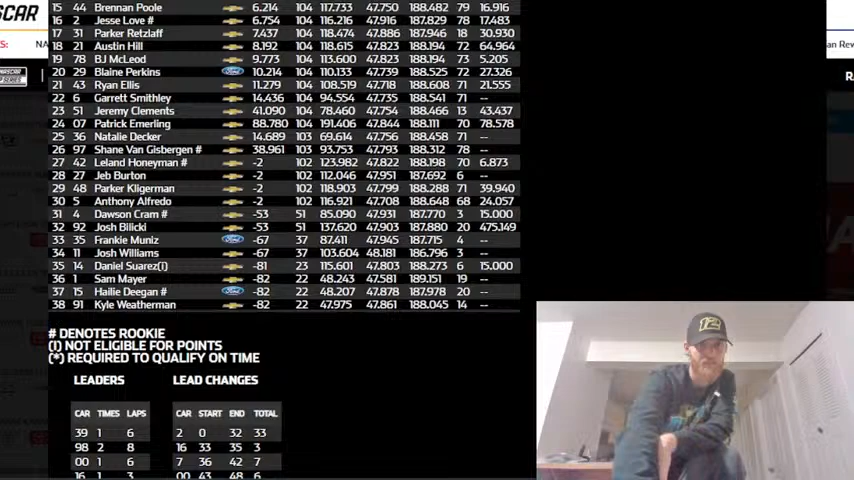 CAR
S:
NA
an Rew
R
15 44 Brennan Poole 6.214 104 117.733 47.750 188.482 79 16.916
16 2 Jesse Love # 6.754 104 116.216 47.916 187.829 78 17.483
17 31 Parker Retzlaff 7.437 104 118.474 47.886 187.946 18 30.930
18 21 Austin Hill 8.192 104 118.615 47.823 188.194 72 64.964
19 78 BJ McLeod 9.773 104 113.600 47.823 188.194 73 5.205
20 29 Blaine Perkins Ford 10.214 104 110.133 47.739 188.525 72 27.326
21 43 Ryan Ellis 11.279 104 108.519 47.718 188.608 71 21.555
22 6 Garrett Smithley 14.436 104 94.554 47.735 188.541 71 --
23 51 Jeremy Clements 41.090 104 78.460 47.754 188.466 13 43.437
24 07 Patrick Emerling 88.780 104 191.406 47.844 188.111 70 78.578
25 36 Natalie Decker 14.689 103 69.614 47.756 188.458 71 --
26 97 Shane Van Gisbergen # 38.961 103 93.753 47.793 188.312 78 --
27 42 Leland Honeyman # -2 102 123.982 47.822 188.198 70 6.873
28 27 Jeb Burton -2 102 112.046 47.951 187.692 6 --
29 48 Parker Kligerman -2 102 118.903 47.799 188.288 71 39.940
30 5 Anthony Alfredo -2 102 116.921 47.708 188.648 68 24.057
31 4 Dawson Cram # -53 51 85.090 47.931 187.770 3 15.000
32 92 Josh Bilicki -53 51 137.620 47.903 187.880 20 475.149
33 35 Frankie Muniz Ford -67 37 87.411 47.945 187.715 4 --
34 11 Josh Williams -67 37 103.604 48.181 186.796 3 --
35 14 Daniel Suarez(i) -81 23 115.601 47.803 188.273 6 15.000
36 1 Sam Mayer -82 22 48.243 47.581 189.151 19 --
37 15 Hailie Deegan # Ford -82 22 48.207 47.878 187.978 20 --
38 91 Kyle Weatherman -82 22 47.975 47.861 188.045 14 --
# DENOTES ROOKIE
(I) NOT ELIGIBLE FOR POINTS
(*) REQUIRED TO QUALIFY ON TIME
LEADERS LEAD CHANGES
CAR TIMES LAPS CAR START END TOTAL
39 1 6 2 0 32 33
98 2 8 16 33 35 3
00 1 6 7 36 42 7
16 1 3 00 43 48 6